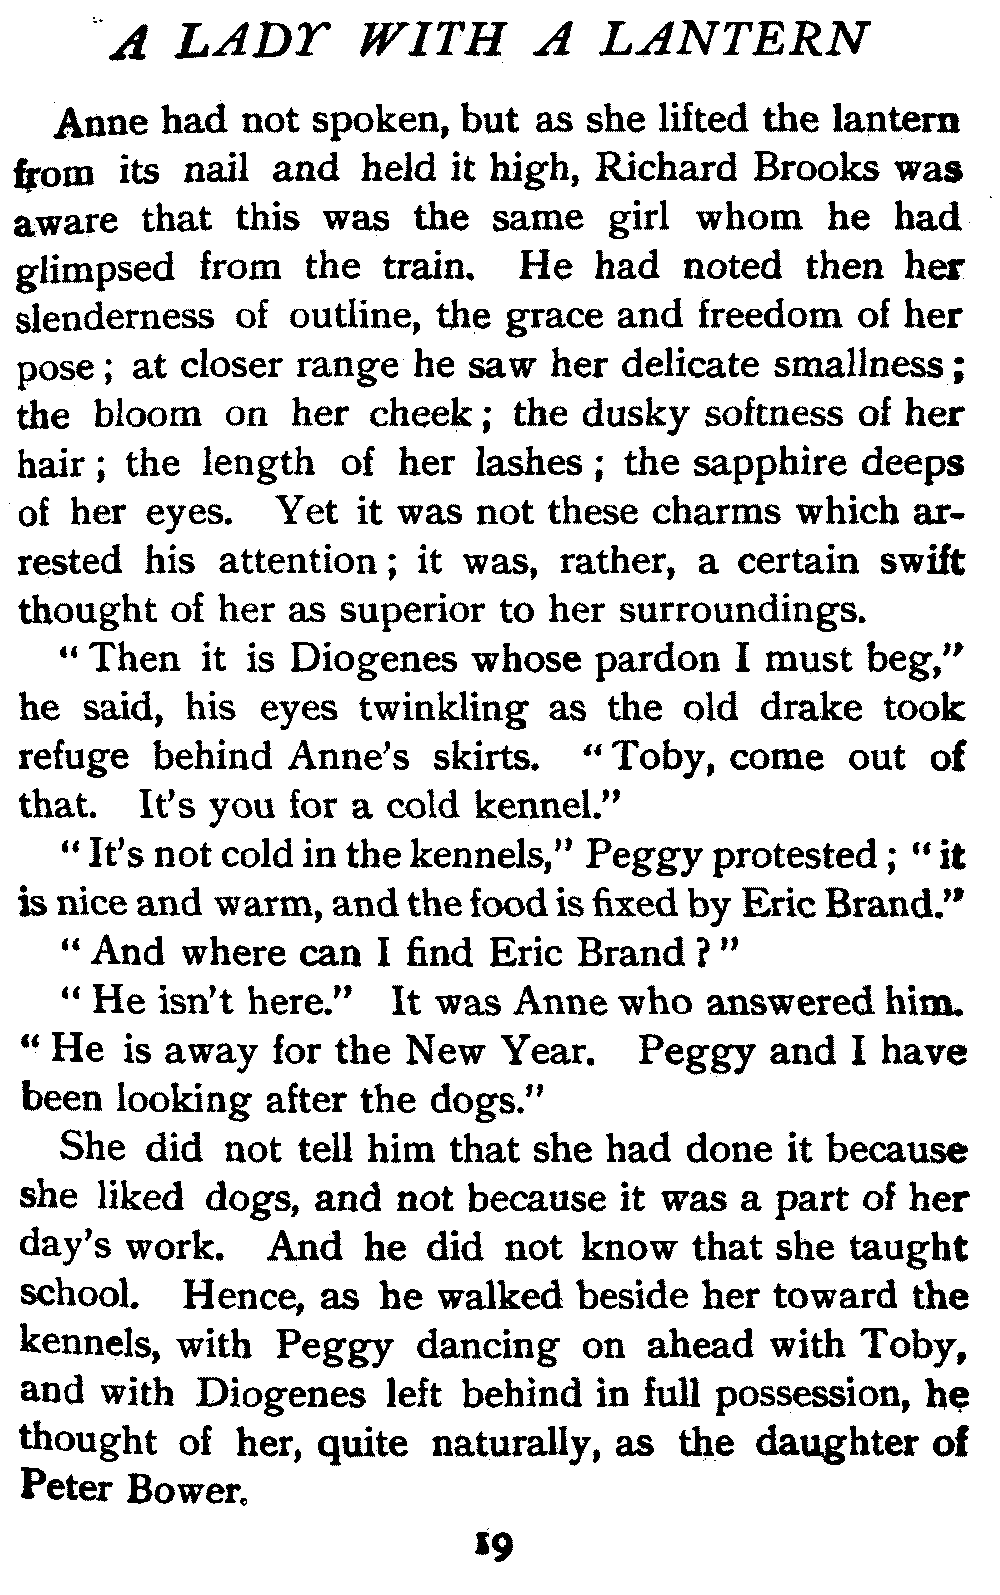 A LADY WITH A LANTERN
Anne had not spoken, but as she lifted the lantern
from its nail and held it high, Richard Brooks was
aware that this was the same girl whom he had
glimpsed from the train. He had noted then her
slenderness of outline, the grace and freedom of her
pose; at closer range he saw her delicate smallness;
the bloom on her cheek; the dusky softness of her
hair; the length of her lashes; the sapphire deeps
of her eyes. Yet it was not these charms which ar-
rested his attention; it was, rather, a certain swift
thought of her as superior to her surroundings.
"Then it is Diogenes whose pardon I must beg,"
he said, his eyes twinkling as the old drake took
refuge behind Anne's skirts. "Toby, come out of
that. It's you for a cold kennel."
"It's not cold in the kennels," Peggy protested; "it
is nice and warm, and the food is fixed by Eric Brand."
"And where can I find Eric Brand?"
"He isn't here." It was Anne who answered him.
"He is away for the New Year. Peggy and I have
been looking after the dogs."
She did not tell him that she had done it because
she liked dogs, and not because it was a part of her
day's work. And he did not know that she taught
school. Hence, as he walked beside her toward the
kennels, with Peggy dancing on ahead with Toby,
and with Diogenes left behind in full possession, he
thought of her, quite naturally, as the daughter of
Peter Bower.
19